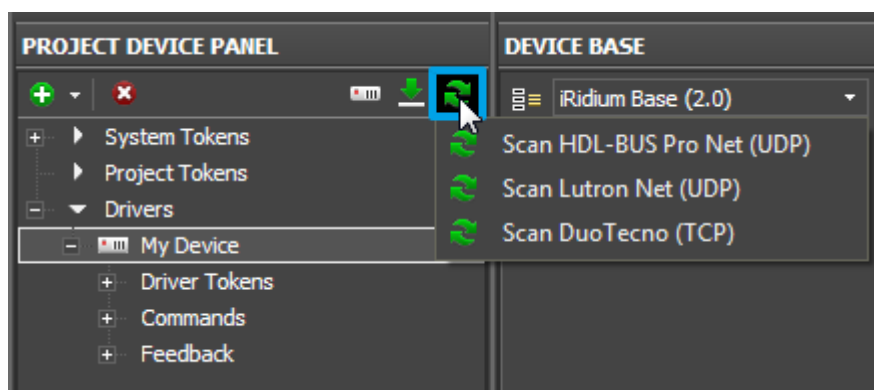 PROJECT DEVICE PANEL
DEVICE BASE
iRidium Base (2.0)
System Tokens
Project Tokens
Drivers
My Device
Driver Tokens
Commands
Feedback
Scan HDL-BUS Pro Net (UDP)
Scan Lutron Net (UDP)
Scan DuoTecno (TCP)